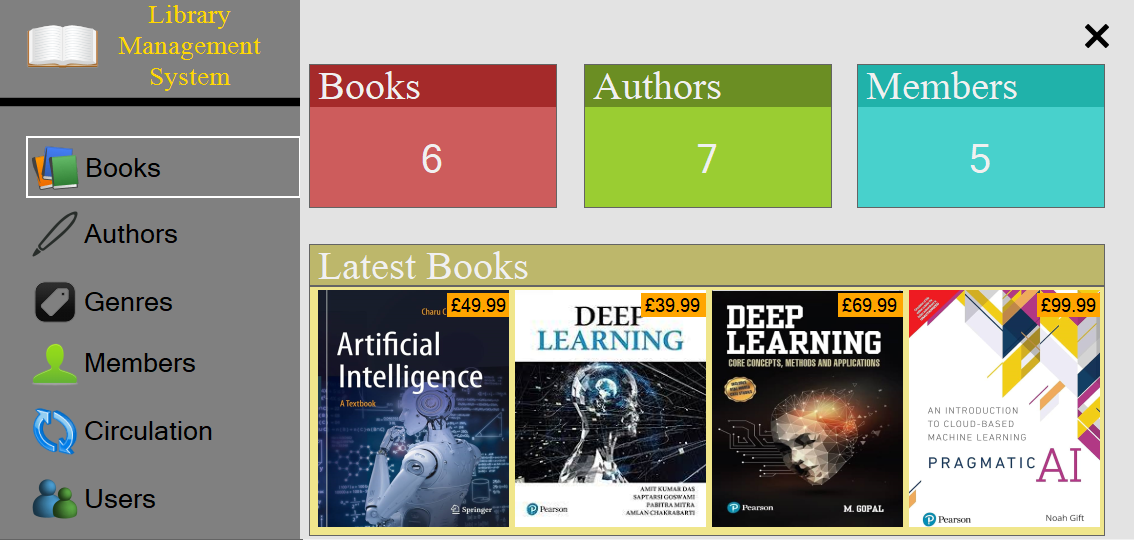 Library
Management
System
Books
Authors
Genres
Members
Circulation
Users
Books
6
Authors
7
Members
5
Latest Books
£49.99
Charu C
Artificial
Intelligence
A Textbook
Springer
£39.99
DEEP
LEARNING
AMIT KUMAR DAS
SAPTARSI GOSWAMI
PABITRA MITRA
AMLAN CHAKRABARTI
Pearson
£69.99
DEEP
LEARNING
CORE CONCEPTS, METHODS AND APPLICATIONS
Pearson
M. GOPAL
£99.99
AN INTRODUCTION
TO CLOUD-BASED
MACHINE LEARNING
PRAGMATIC AI
Pearson
Noah Gift